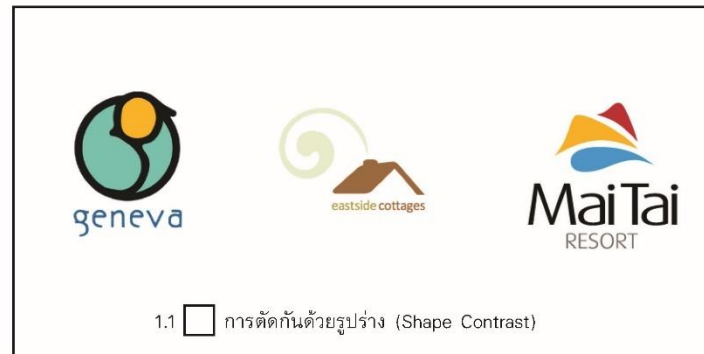 geneva
eastside cottages
Mai Tai
RESORT
1.1 การตัดกันด้วยรูปร่าง (Shape Contrast)